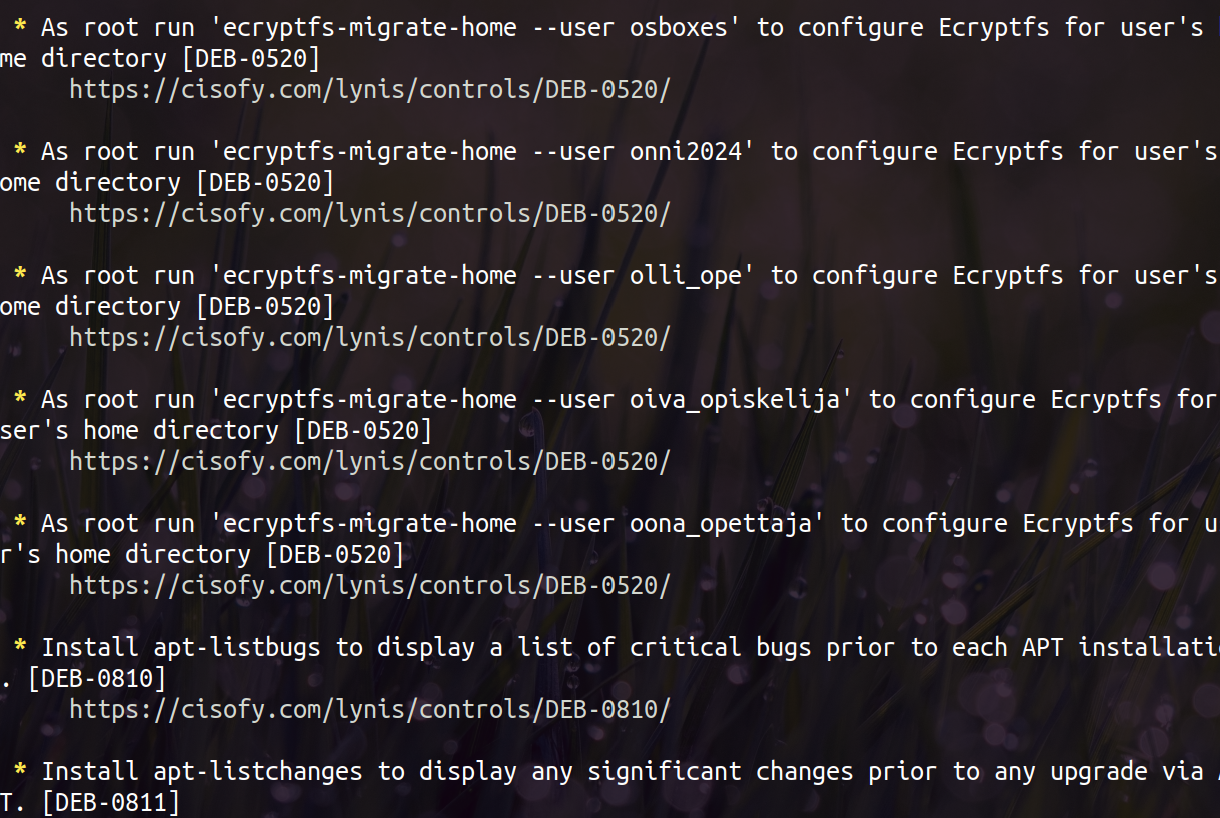 * As root run 'ecryptfs-migrate-home --user osboxes' to configure Ecryptfs for user's
me directory [DEB-0520]
https://cisofy.com/lynis/controls/DEB-0520/
* As root run 'ecryptfs-migrate-home --user onni2024' to configure Ecryptfs for user's
ome directory [DEB-0520]
https://cisofy.com/lynis/controls/DEB-0520/
* As root run 'ecryptfs-migrate-home --user olli_ope' to configure Ecryptfs for user's
ome directory [DEB-0520]
https://cisofy.com/lynis/controls/DEB-0520/
* As root run 'ecryptfs-migrate-home --user oiva_opiskelija' to configure Ecryptfs for
ser's home directory [DEB-0520]
https://cisofy.com/lynis/controls/DEB-0520/
* As root run 'ecryptfs-migrate-home --user oona_opettaja' to configure Ecryptfs for u
r's home directory [DEB-0520]
https://cisofy.com/lynis/controls/DEB-0520/
* Install apt-listbugs to display a list of critical bugs prior to each APT installati
. [DEB-0810]
https://cisofy.com/lynis/controls/DEB-0810/
* Install apt-listchanges to display any significant changes prior to any upgrade via
T. [DEB-0811]